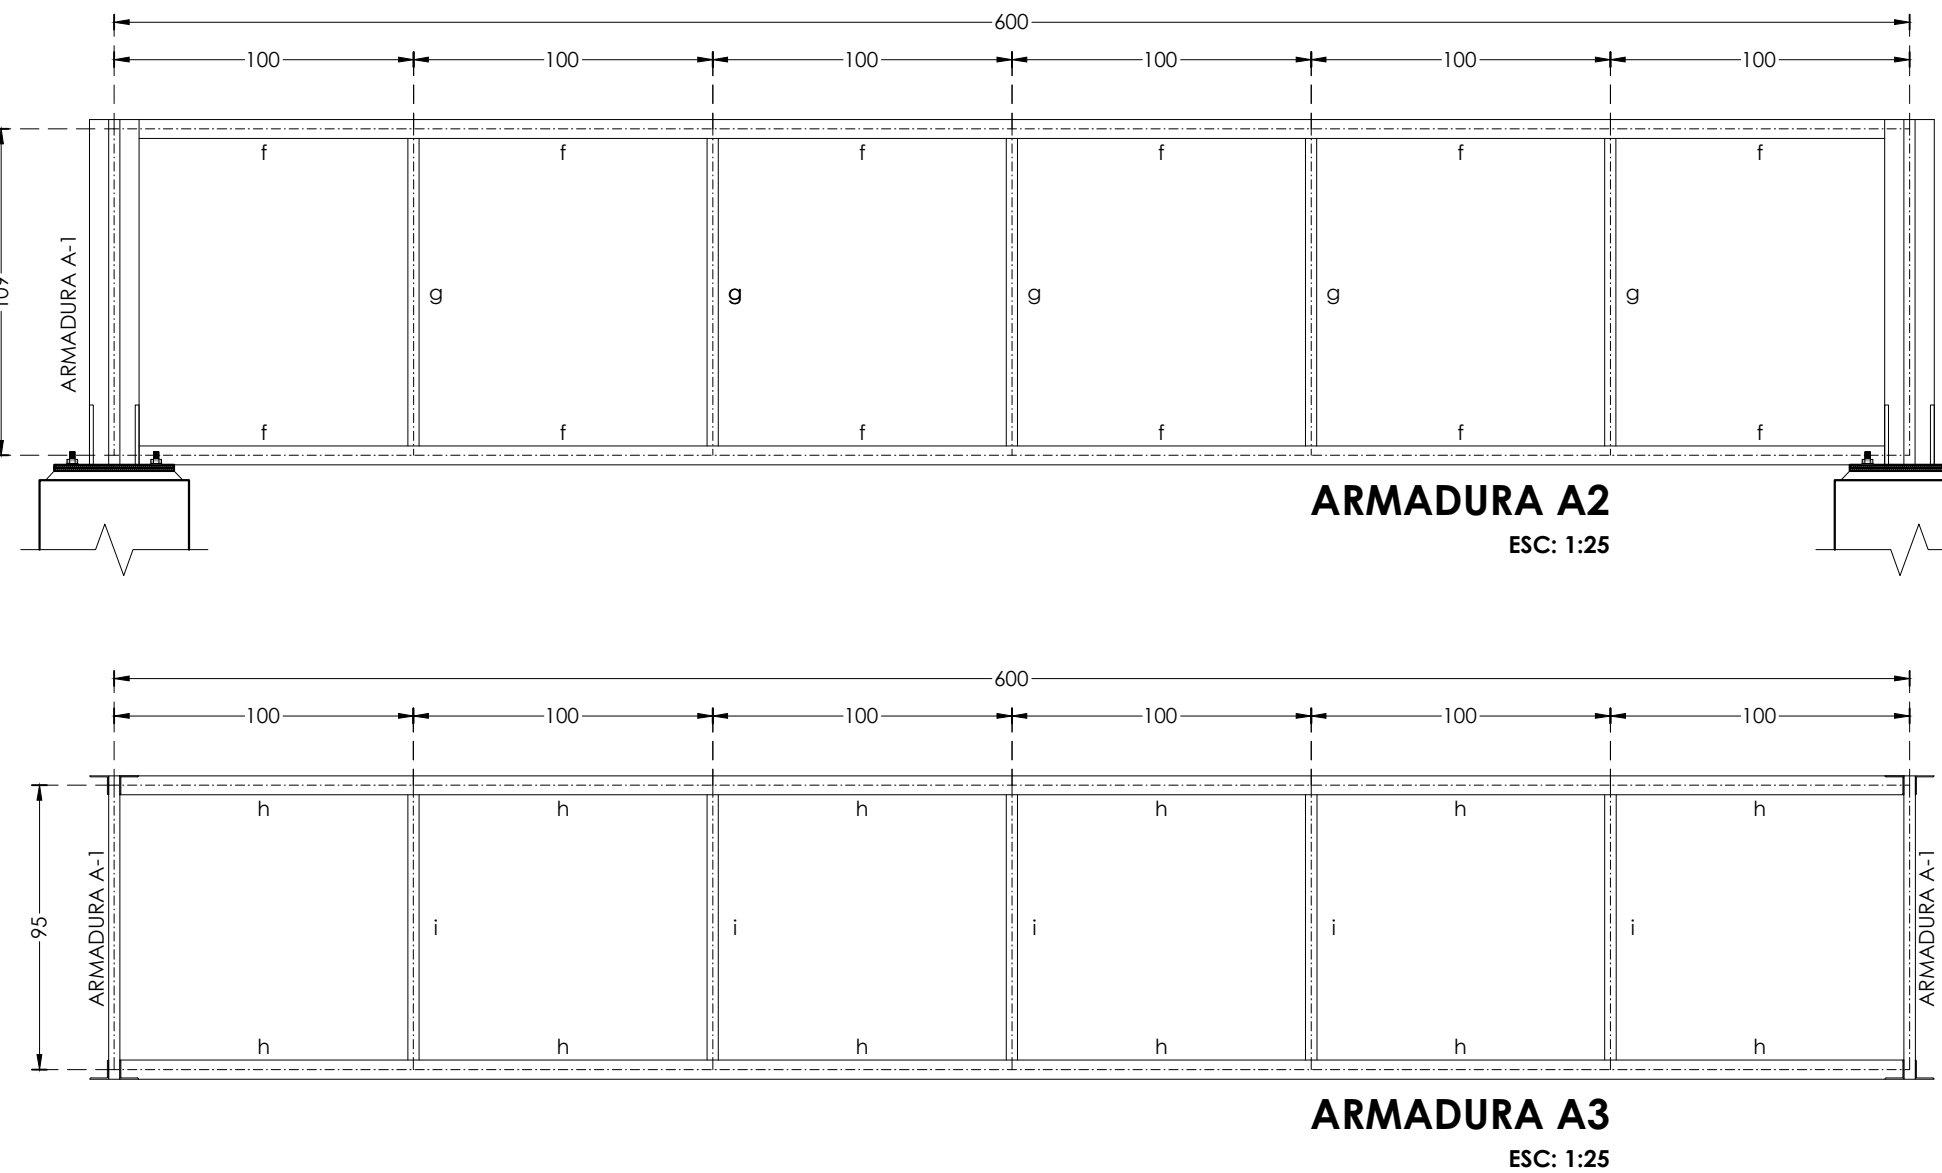 600
100 100 100 100 100 100
f f f f f f
ARMADURA A-1
g g g g g
f f f f f f
ARMADURA A2
ESC: 1:25
600
100 100 100 100 100 100
h h h h h h
95
ARMADURA A-1
i i i i i
ARMADURA A-1
h h h h h h
ARMADURA A3
ESC: 1:25